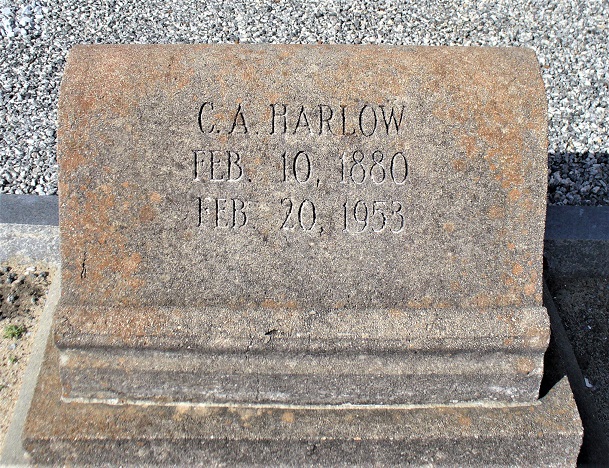 C. A. HARLOW
FEB. 10, 1880
FEB 20, 1953